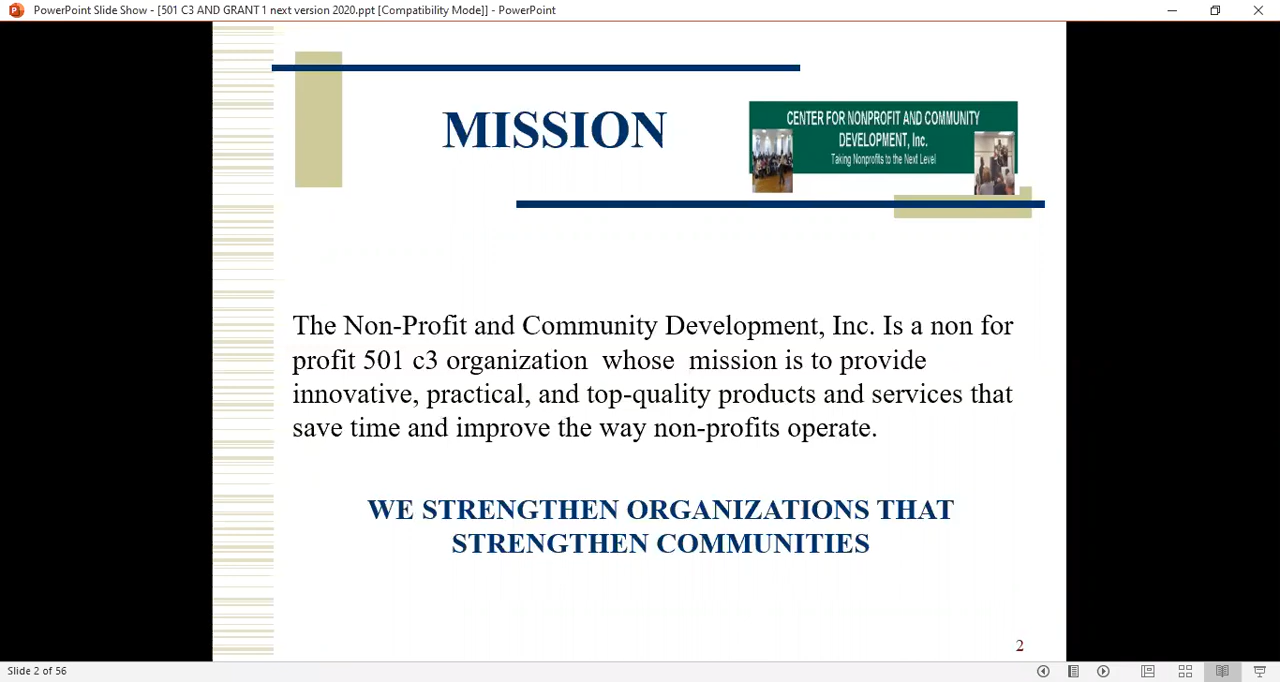 PowerPoint Slide Show - [501 C3 AND GRANT 1 next version 2020.ppt [Compatibility Mode]] - PowerPoint
MISSION
CENTER FOR NONPROFIT AND COMMUNITY
DEVELOPMENT, Inc.
Taking Nonprofits to the Next Level
The Non-Profit and Community Development, Inc. Is a non for
profit 501 c3 organization whose mission is to provide
innovative, practical, and top-quality products and services that
save time and improve the way non-profits operate.
WE STRENGTHEN ORGANIZATIONS THAT
STRENGTHEN COMMUNITIES
2
Slide 2 of 56